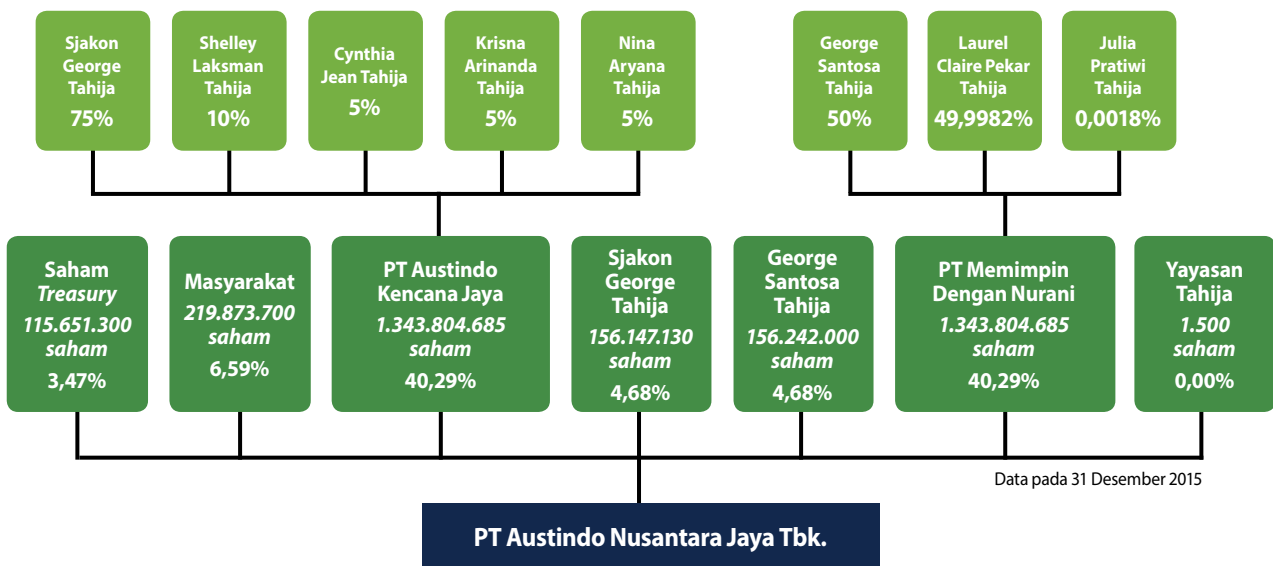 Sjakon
George
Tahija
75%
Shelley
Laksman
Tahija
10%
Cynthia
Jean Tahija
5%
Krisna
Arinanda
Tahija
5%
Nina
Aryana
Tahija
5%
George
Santosa
Tahija
50%
Laurel
Claire Pekar
Tahija
49,9982%
Julia
Pratiwi
Tahija
0,0018%
Saham
Treasury
115.651.300
saham
3,47%
Masyarakat
219.873.700
saham
6,59%
PT Austindo
Kencana Jaya
1.343.804.685
saham
40,29%
Sjakon
George
Tahija
156.147.130
saham
4,68%
George
Santosa
Tahija
156.242.000
saham
4,68%
PT Memimpin
Dengan Nurani
1.343.804.685
saham
40,29%
Yayasan
Tahija
1.500
saham
0,00%
Data pada 31 Desember 2015
PT Austindo Nusantara Jaya Tbk.